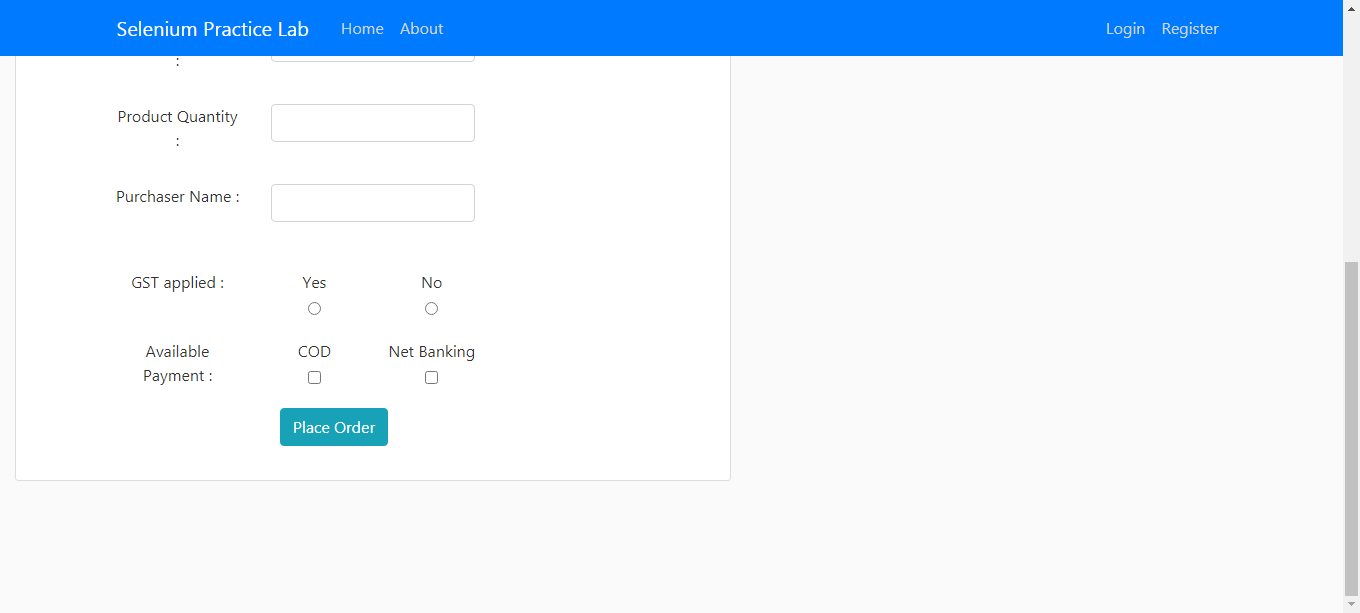 Selenium Practice Lab Home About Login Register
:
Product Quantity
:
Purchaser Name :
GST applied : Yes No
Available COD Net Banking
Payment :
Place Order